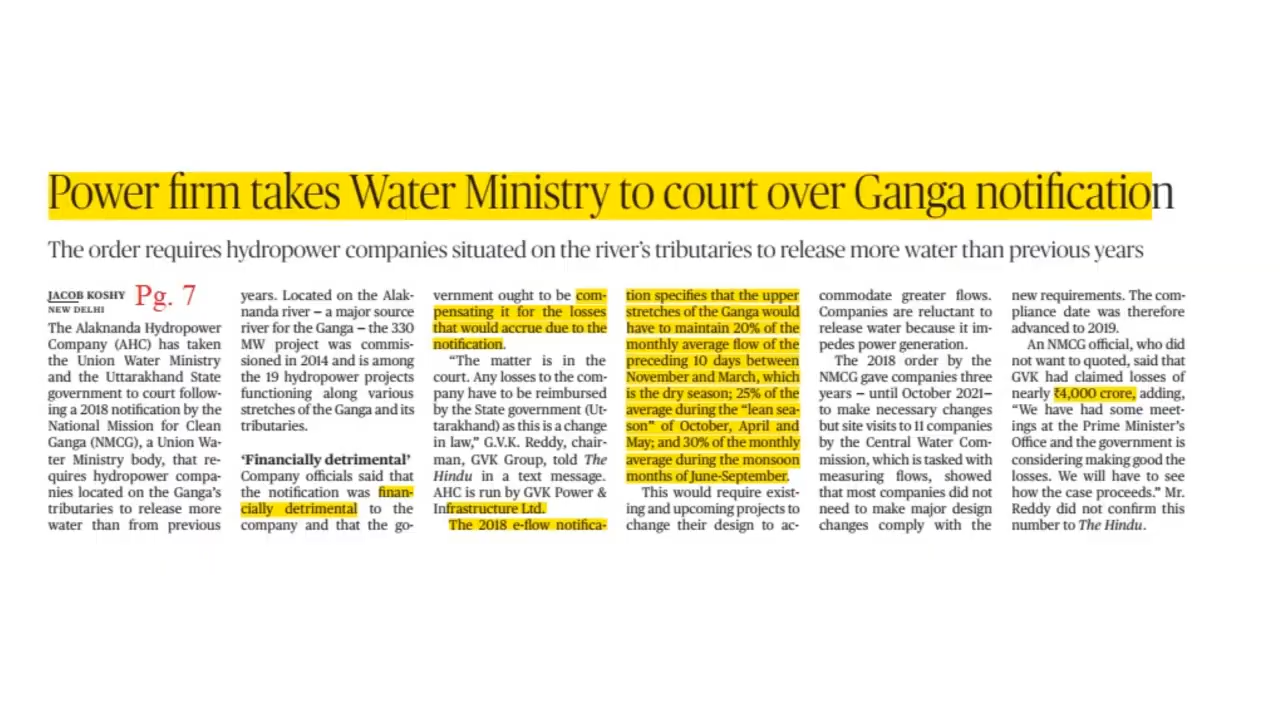 Power firm takes Water Ministry to court over Ganga notification
The order requires hydropower companies situated on the river's tributaries to release more water than previous years
JACOB KOSHY
NEW DELHI
Pg. 7
The Alaknanda Hydropower
Company (AHC) has taken
the Union Water Ministry
and the Uttarakhand State
government to court follow-
ing a 2018 notification by the
National Mission for Clean
Ganga (NMCG), a Union Wa-
ter Ministry body, that re-
quires hydropower compa-
nies located on the Ganga's
tributaries to release more
water than from previous
years. Located on the Alak-
nanda river – a major source
river for the Ganga – the 330
MW project was commis-
sioned in 2014 and is among
the 19 hydropower projects
functioning along various
stretches of the Ganga and its
tributaries.
'Financially detrimental'
Company officials said that
the notification was finan-
cially detrimental to the
company and that the go-
vernment ought to be com-
pensating it for the losses
that would accrue due to the
notification.
"The matter is in the
court. Any losses to the com-
pany have to be reimbursed
by the State government (Ut-
tarakhand) as this is a change
in law," G.V.K. Reddy, chair-
man, GVK Group, told The
Hindu in a text message.
AHC is run by GVK Power &
Infrastructure Ltd.
The 2018 e-flow notifica-
tion specifies that the upper
stretches of the Ganga would
have to maintain 20% of the
monthly average flow of the
preceding 10 days between
November and March, which
is the dry season; 25% of the
average during the "lean sea-
son" of October, April and
May; and 30% of the monthly
average during the monsoon
months of June-September.
This would require exist-
ing and upcoming projects to
change their design to ac-
commodate greater flows.
Companies are reluctant to
release water because it im-
pedes power generation.
The 2018 order by the
NMCG gave companies three
years – until October 2021–
to make necessary changes
but site visits to 11 companies
by the Central Water Com-
mission, which is tasked with
measuring flows, showed
that most companies did not
need to make major design
changes comply with the
new requirements. The com-
pliance date was therefore
advanced to 2019.
An NMCG official, who did
not want to quoted, said that
GVK had claimed losses of
nearly ₹4,000 crore, adding,
"We have had some meet-
ings at the Prime Minister's
Office and the government is
considering making good the
losses. We will have to see
how the case proceeds." Mr.
Reddy did not confirm this
number to The Hindu.